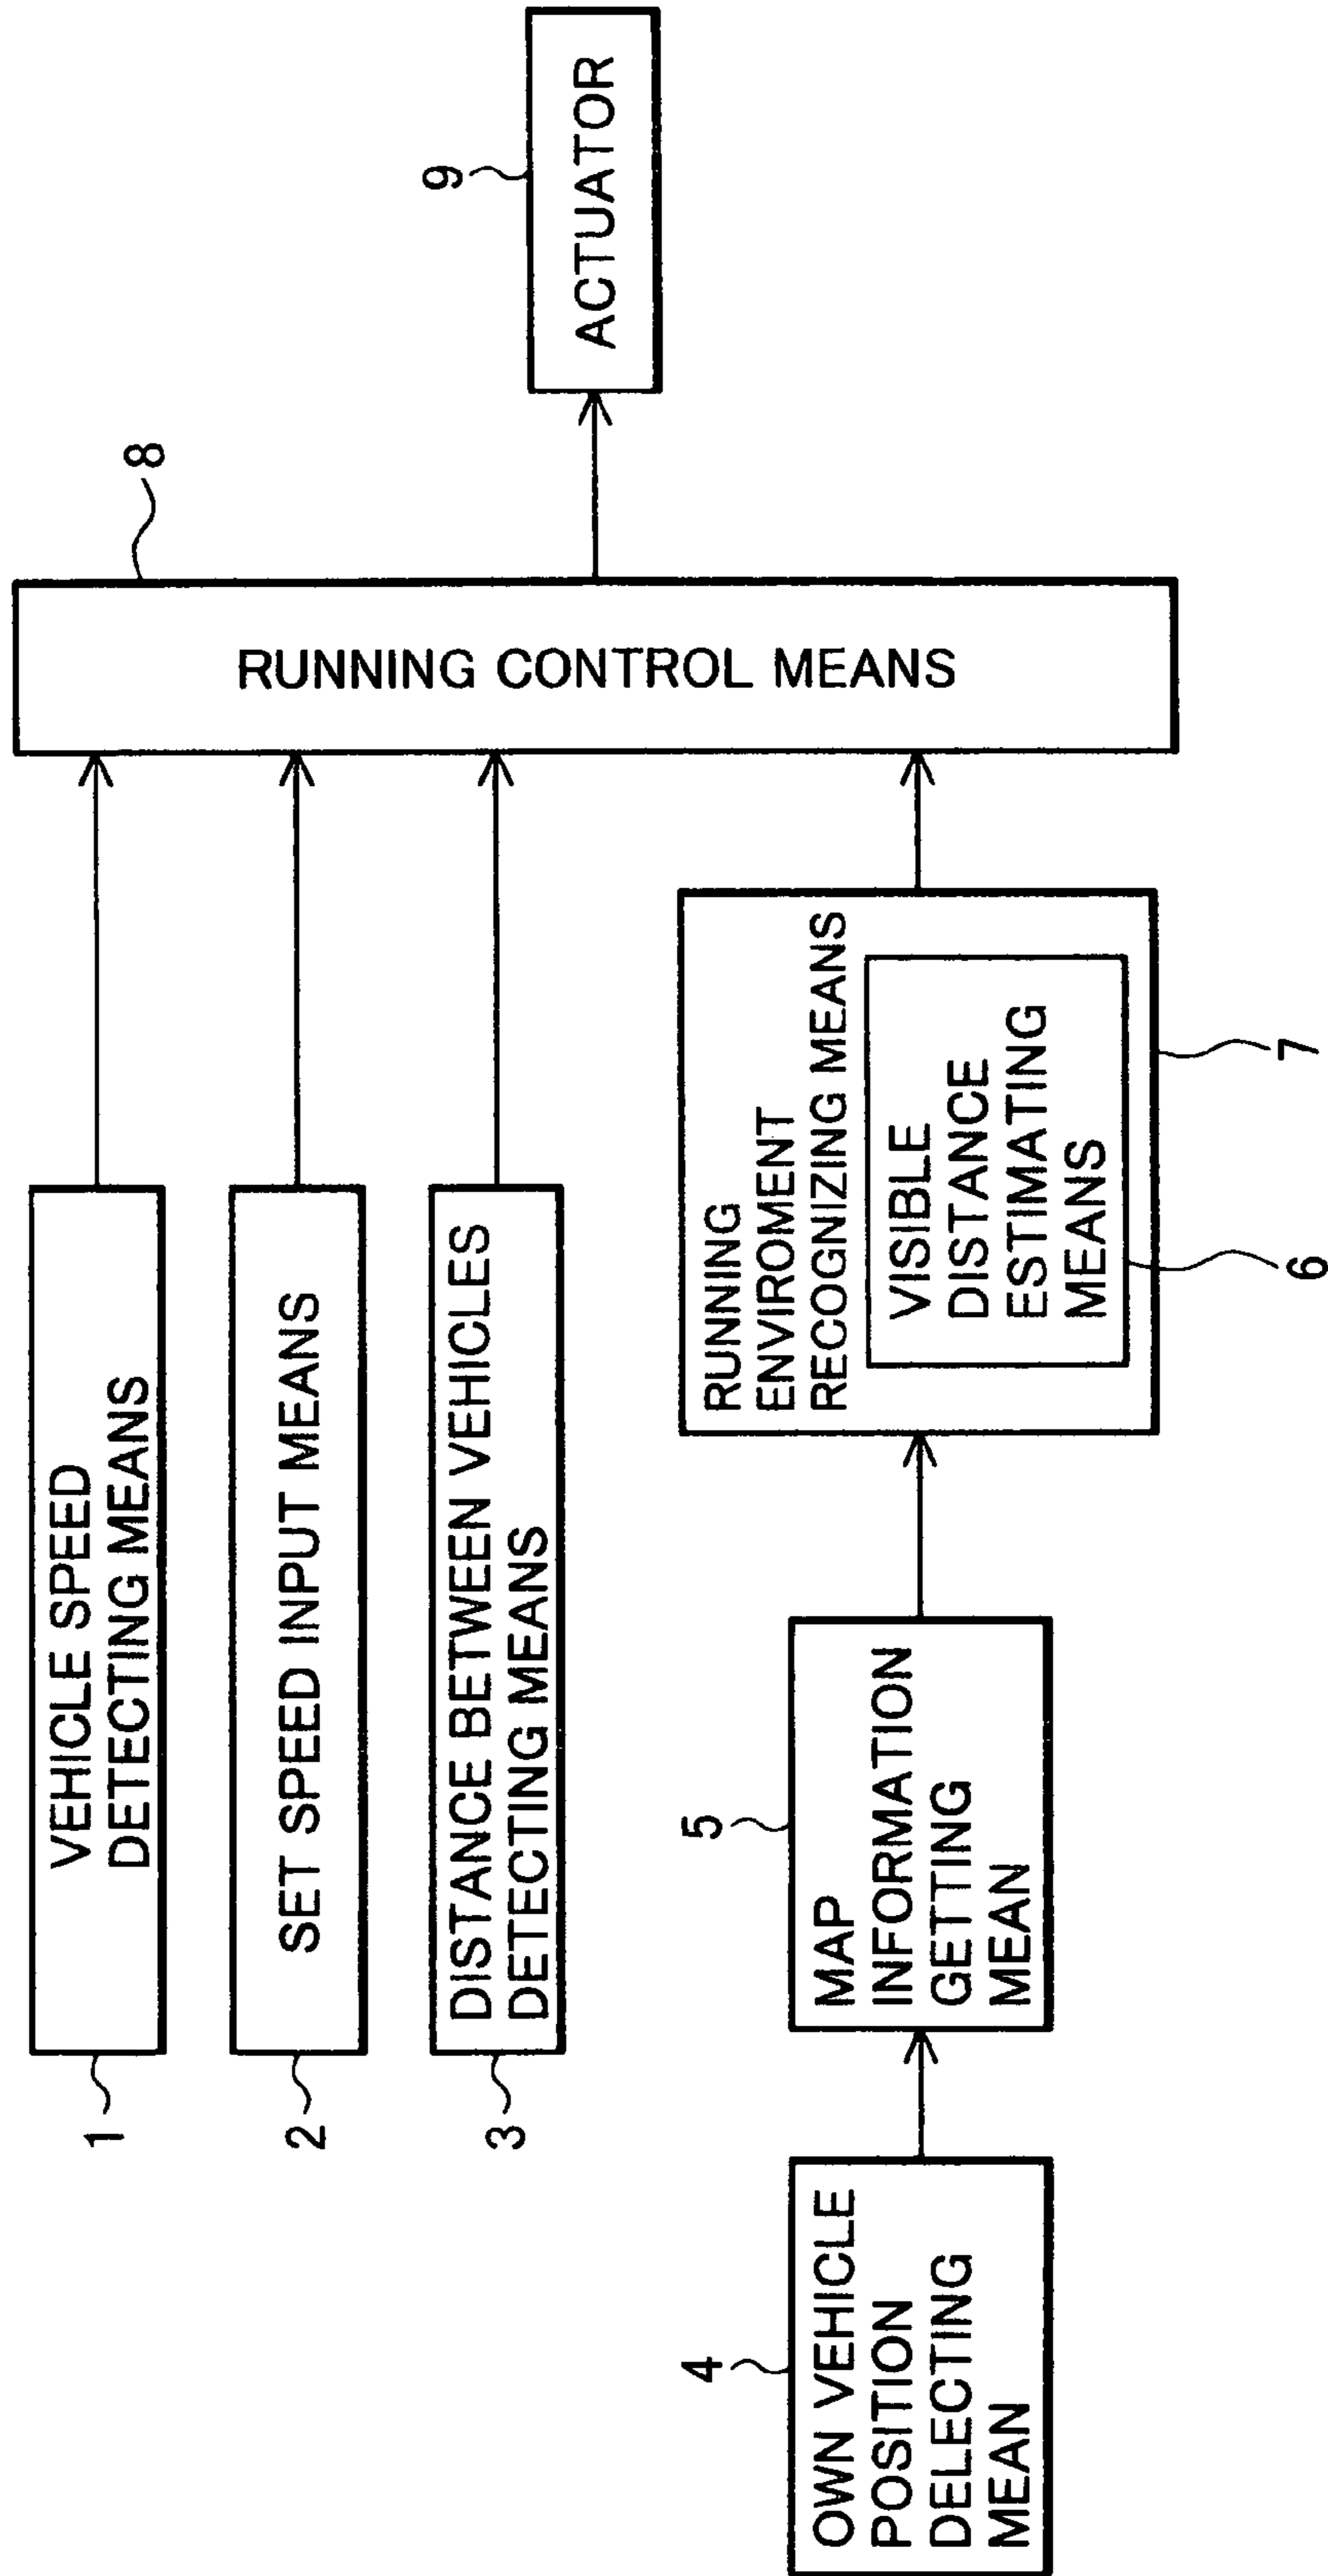 1
VEHICLE SPEED
DETECTING MEANS
2
SET SPEED INPUT MEANS
3
DISTANCE BETWEEN VEHICLES
DETECTING MEANS
4
OWN VEHICLE
POSITION
DELECTING
MEAN
5
MAP
INFORMATION
GETTING
MEAN
RUNNING
ENVIROMENT
RECOGNIZING MEANS
VISIBLE
DISTANCE
ESTIMATING
MEANS
6
7
8
RUNNING CONTROL MEANS
9
ACTUATOR